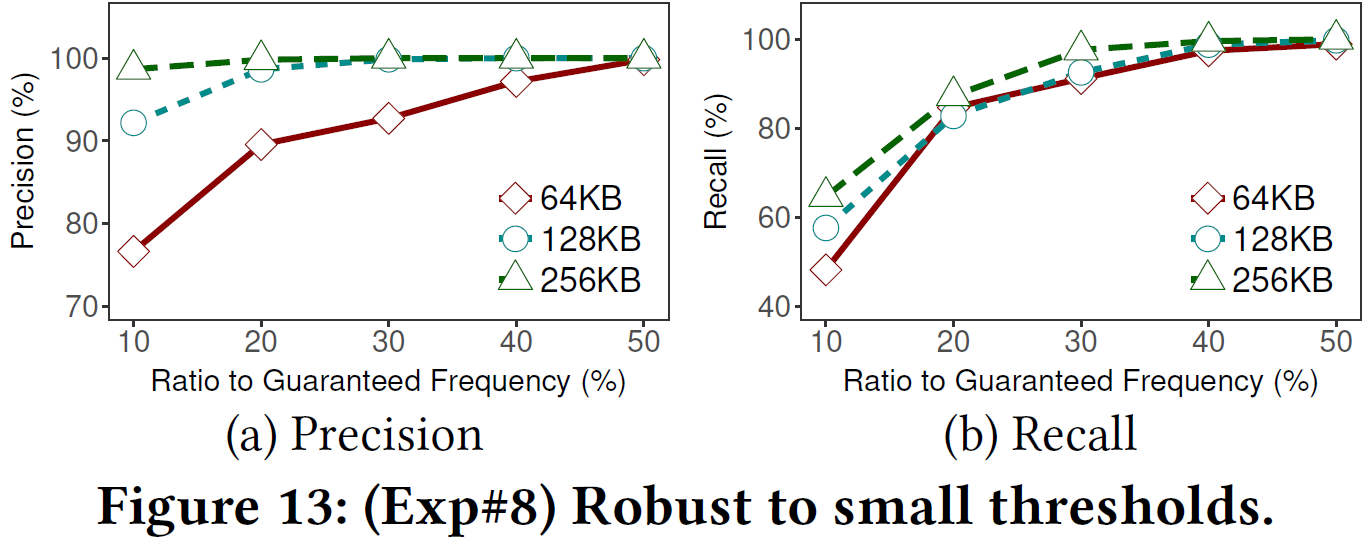 Precision (%)
100
90
80
70
64KB
128KB
256KB
10 20 30 40 50
Ratio to Guaranteed Frequency (%)
(a) Precision
Recall (%)
100
80
60
40
64KB
128KB
256KB
10 20 30 40 50
Ratio to Guaranteed Frequency (%)
(b) Recall
Figure 13: (Exp#8) Robust to small thresholds.